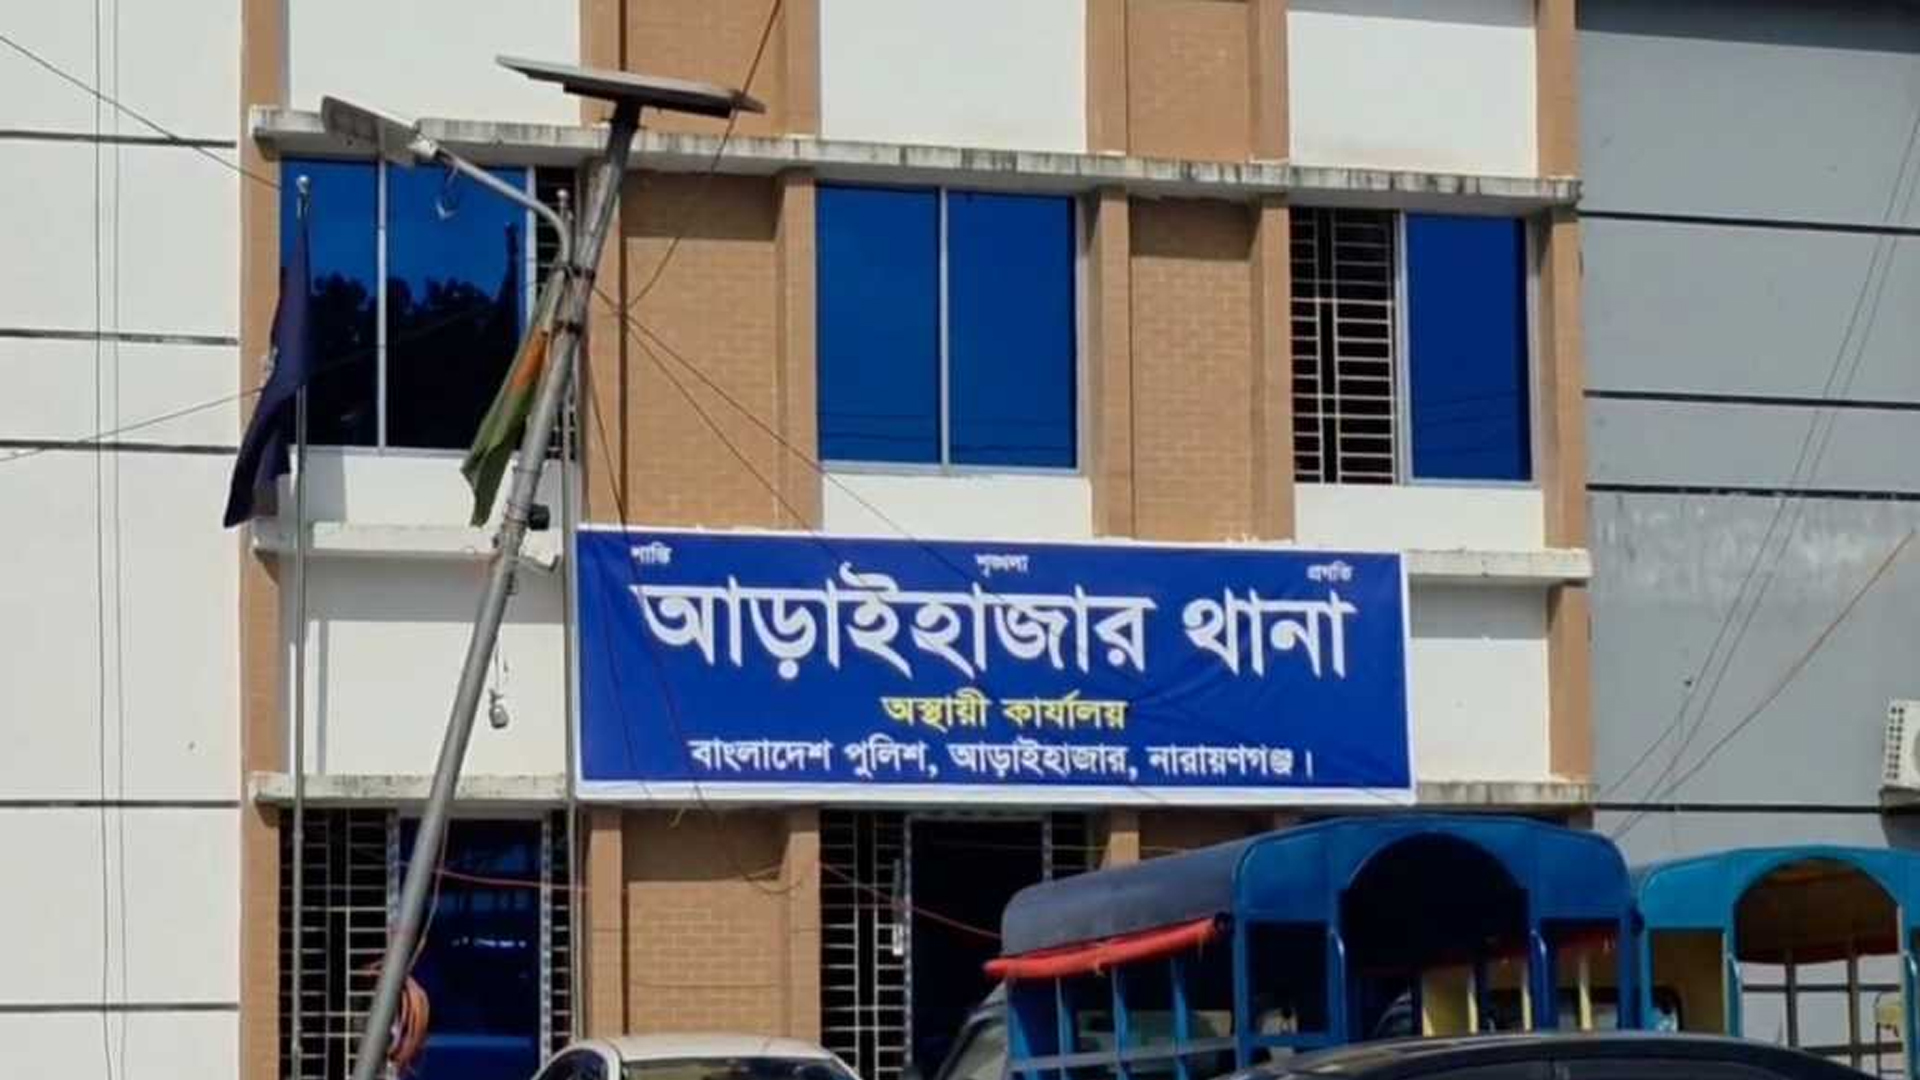 শান্তি শৃঙ্খলা প্রগতি
আড়াইহাজার থানা
অস্থায়ী কার্যালয়
বাংলাদেশ পুলিশ, আড়াইহাজার, নারায়ণগঞ্জ।